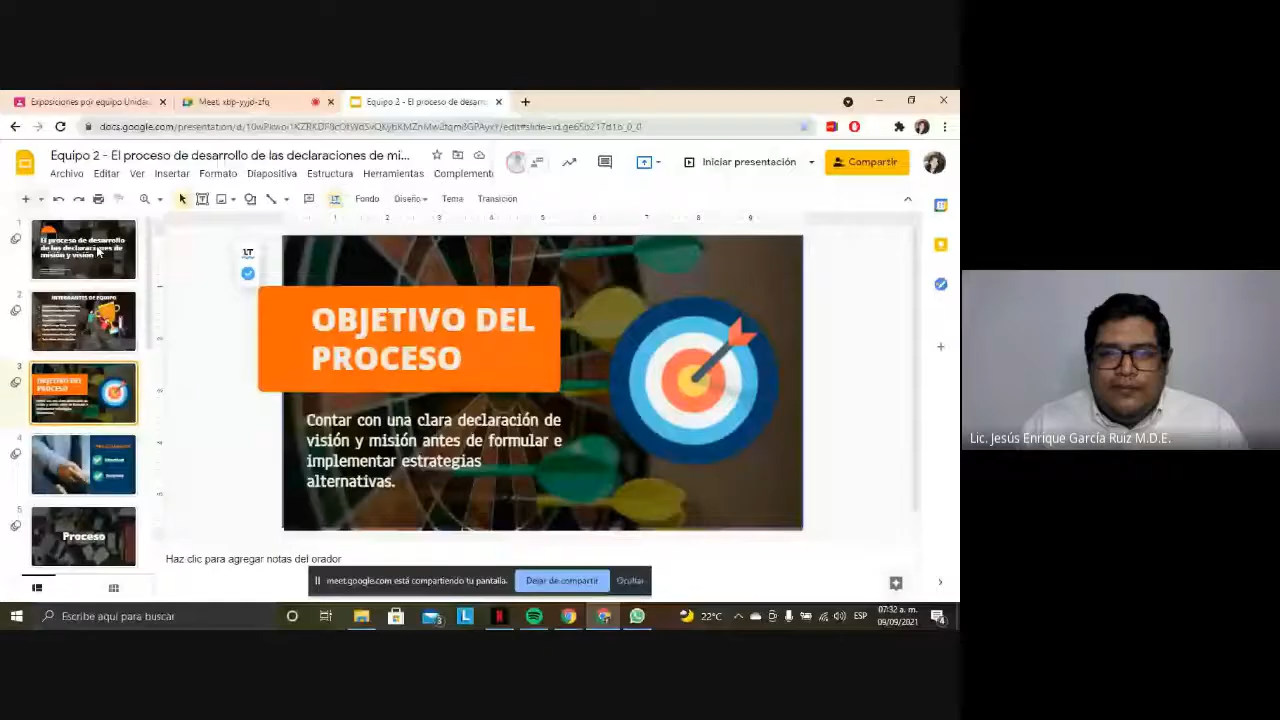 Exposiciones por equipo Unidad
Meet: xbp-yyjd-zfq
Equipo 2 - El proceso de desarro
Equipo 2 - El proceso de desarrollo de las declaraciones de mi...
Archivo Editar Ver Insertar Formato Diapositiva Estructura Herramientas Complement
Iniciar presentación
Compartir
Fondo Diseño Tema Transición
1
El proceso de desarrollo
de las declaraciones de
misión y visión
2
INTEGRANTES DE EQUIPO
3
OBJETIVO DEL
PROCESO
4
5
Proceso
OBJETIVO DEL
PROCESO
Contar con una clara declaración de
visión y misión antes de formular e
implementar estrategias
alternativas.
Haz clic para agregar notas del orador
meet.google.com está compartiendo tu pantalla.
Dejar de compartir
Ocultar
Escribe aquí para buscar
22°C
ESP
07:32 a. m.
09/09/2021
Lic. Jesús Enrique García Ruiz M.D.E.